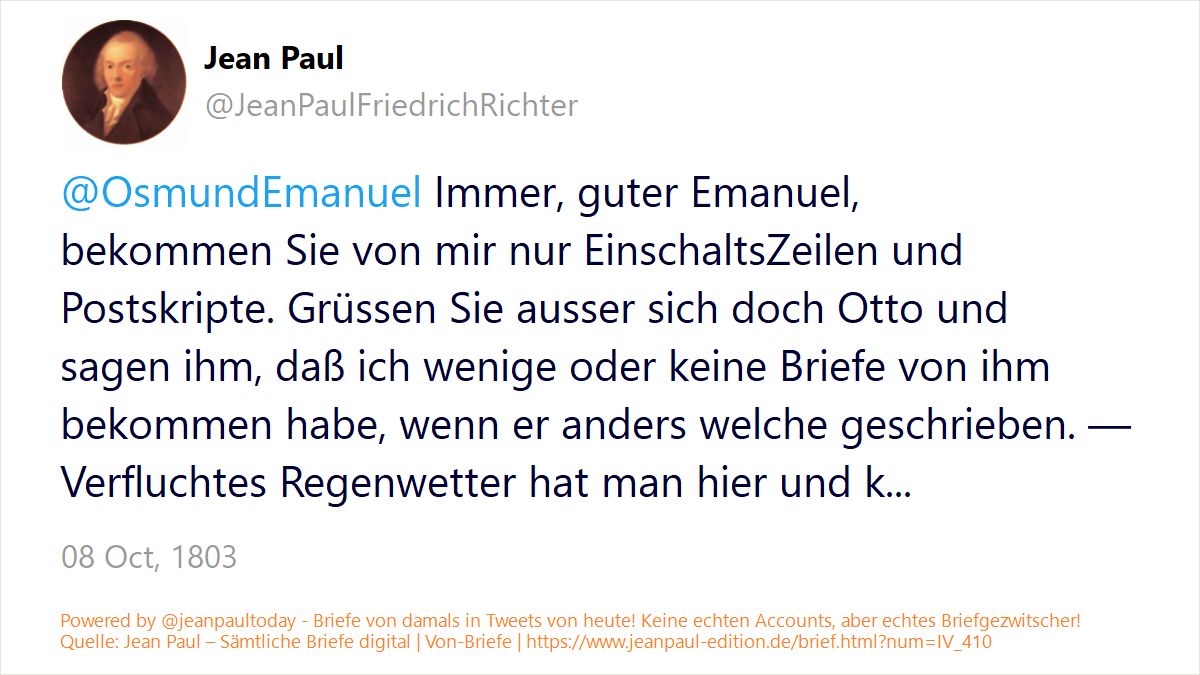 Jean Paul
@JeanPaulFriedrichRichter
@OsmundEmanuel Immer, guter Emanuel,
bekommen Sie von mir nur EinschaltsZeilen und
Postskripte. Grüssen Sie ausser sich doch Otto und
sagen ihm, daß ich wenige oder keine Briefe von ihm
bekommen habe, wenn er anders welche geschrieben. —
Verfluchtes Regenwetter hat man hier und k...
08 Oct, 1803
Powered by @jeanpaultoday - Briefe von damals in Tweets von heute! Keine echten Accounts, aber echtes Briefgezwitscher!
Quelle: Jean Paul – Sämtliche Briefe digital | Von-Briefe | https://www.jeanpaul-edition.de/brief.html?num=IV_410